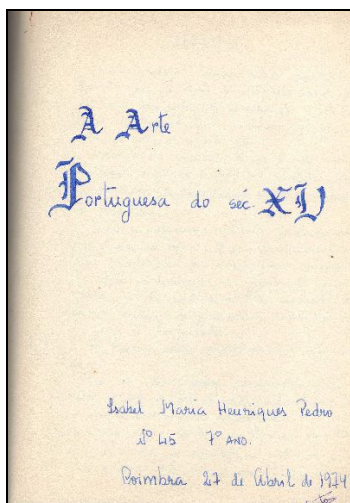 A Arte
Portuguesa do séc. XV
Isabel Maria Henriques Pedro
Nº 45 7º ANO.
Coimbra 27 de Abril de 1974